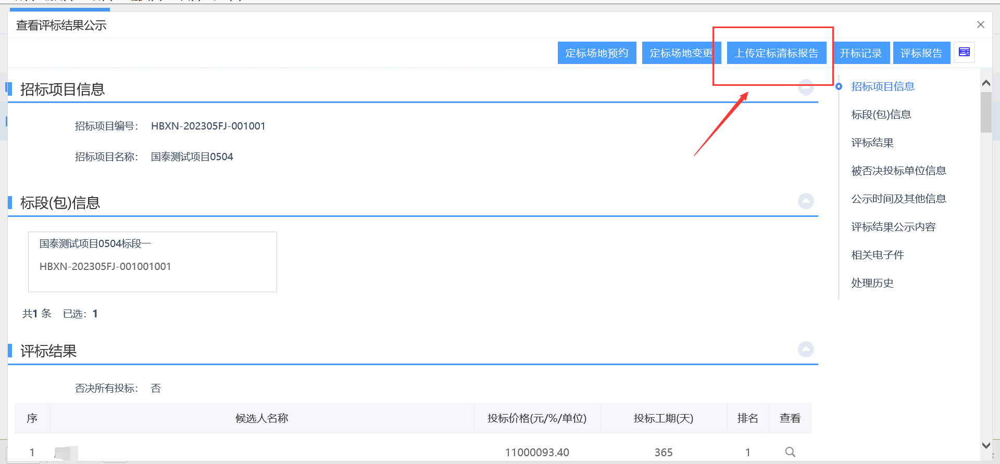 查看评标结果公示
定标场地预约 定标场地变更 上传定标清标报告 开标记录 评标报告
招标项目信息
招标项目编号： HBXN-202305FJ-001001
招标项目名称： 国泰测试项目0504
标段(包)信息
国泰测试项目0504标段一
HBXN-202305FJ-001001001
共1 条 已选：1
评标结果
否决所有投标： 否
序 候选人名称 投标价格(元/%/单位) 投标工期(天) 排名 查看
1 11000093.40 365 1
招标项目信息
标段(包)信息
评标结果
被否决投标单位信息
公示时间及其他信息
评标结果公示内容
相关电子件
处理历史